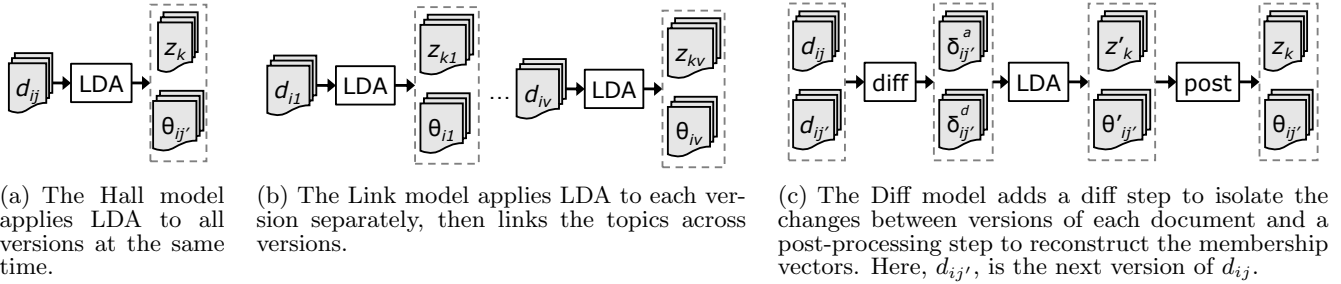 d_ij LDA z_k θ_ij′
d_i1 LDA z_k1 θ_i1 ... d_iv LDA z_kv θ_iv
d_ij d_ij′ diff δ^a_ij′ δ^d_ij′ LDA z′_k θ′_ij′ post z_k θ_ij′
(a) The Hall model
applies LDA to all
versions at the same
time.
(b) The Link model applies LDA to each ver-
sion separately, then links the topics across
versions.
(c) The Diff model adds a diff step to isolate the
changes between versions of each document and a
post-processing step to reconstruct the membership
vectors. Here, d_ij′, is the next version of d_ij.